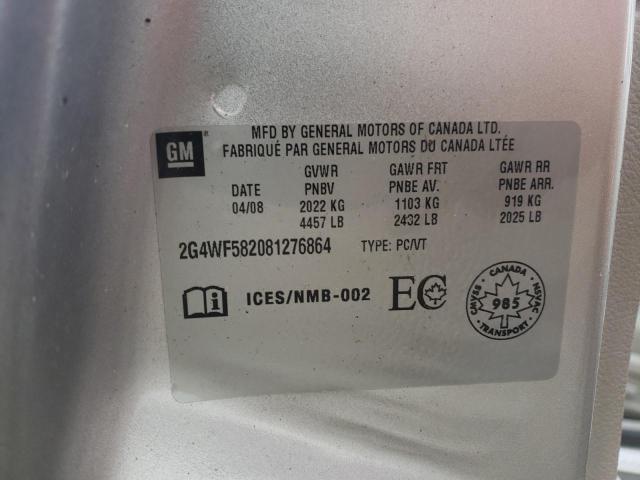 GM
MFD BY GENERAL MOTORS OF CANADA LTD.
FABRIQUÉ PAR GENERAL MOTORS DU CANADA LTÉE
GVWR GAWR FRT GAWR RR
DATE PNBV PNBE AV. PNBE ARR.
04/08 2022 KG 1103 KG 919 KG
4457 LB 2432 LB 2025 LB
2G4WF582081276864 TYPE: PC/VT
i ICES/NMB-002 EC
CANADA
CMVSS 985 NSVAC
TRANSPORT